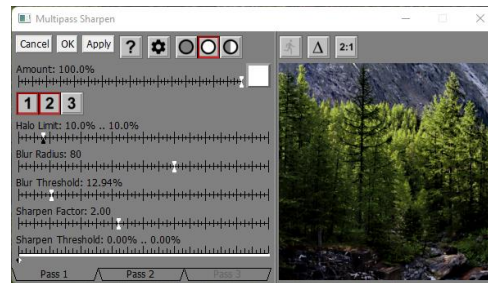 Multipass Sharpen
Cancel OK Apply ? Δ 2:1
Amount: 100.0%
1 2 3
Halo Limit: 10.0% .. 10.0%
Blur Radius: 80
Blur Threshold: 12.94%
Sharpen Factor: 2.00
Sharpen Threshold: 0.00% .. 0.00%
Pass 1 Pass 2 Pass 3